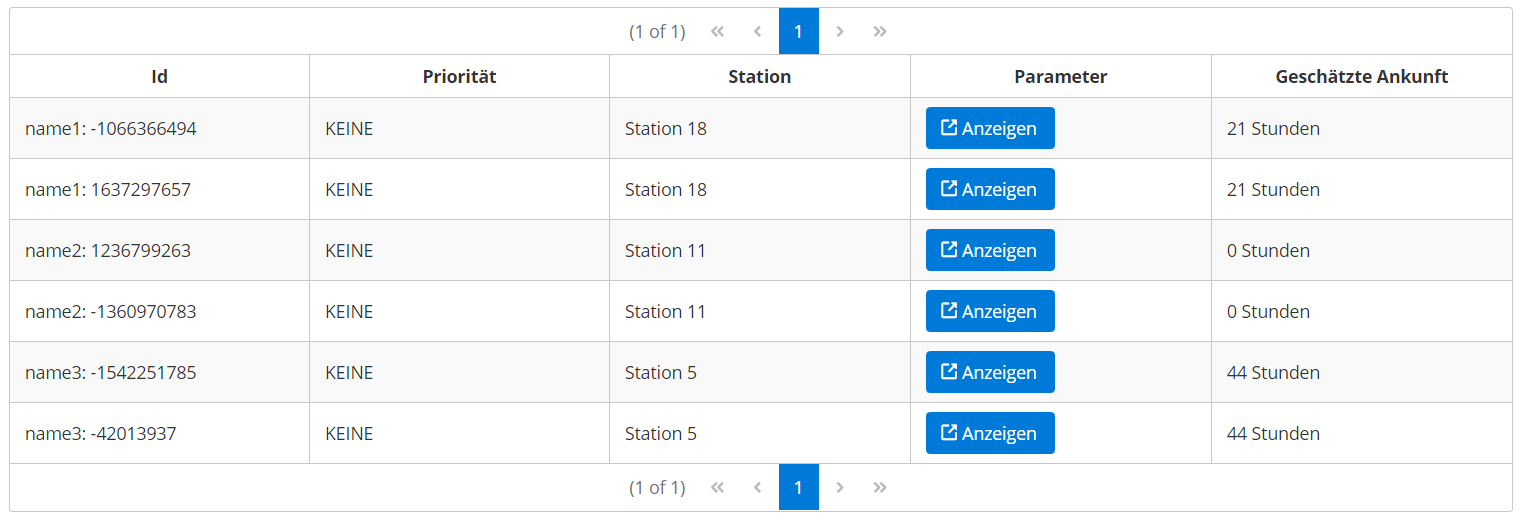 (1 of 1) « ‹ 1 › »
Id Priorität Station Parameter Geschätzte Ankunft
name1: -1066366494 KEINE Station 18 Anzeigen 21 Stunden
name1: 1637297657 KEINE Station 18 Anzeigen 21 Stunden
name2: 1236799263 KEINE Station 11 Anzeigen 0 Stunden
name2: -1360970783 KEINE Station 11 Anzeigen 0 Stunden
name3: -1542251785 KEINE Station 5 Anzeigen 44 Stunden
name3: -42013937 KEINE Station 5 Anzeigen 44 Stunden
(1 of 1) « ‹ 1 › »